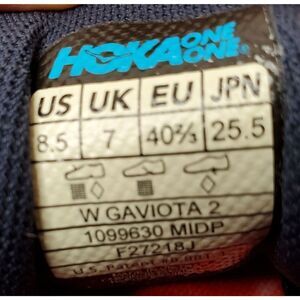 HOKA ONE ONE
US UK EU JPN
8.5 7 40⅔ 25.5
W GAVIOTA 2
1099630 MIDP
F27218J
U.S. Patent